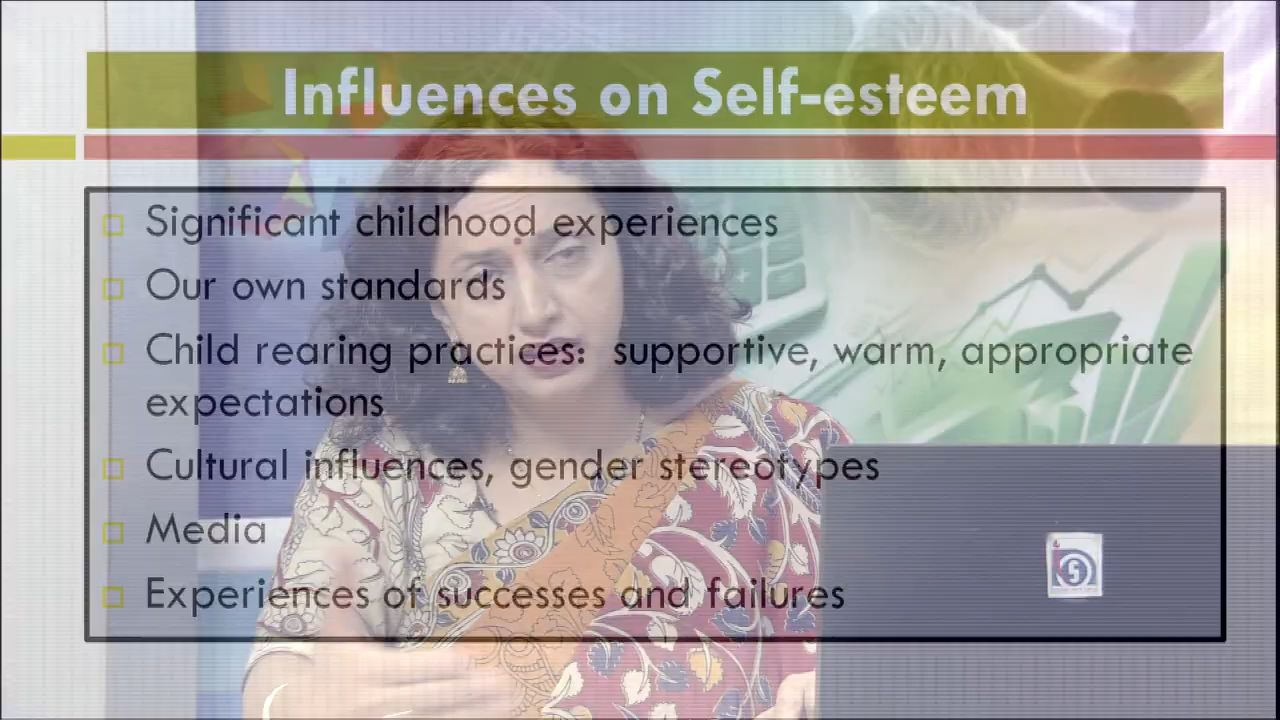 Influences on Self-esteem
Significant childhood experiences
Our own standards
Child rearing practices: supportive, warm, appropriate
expectations
Cultural influences, gender stereotypes
Media
Experiences of successes and failures